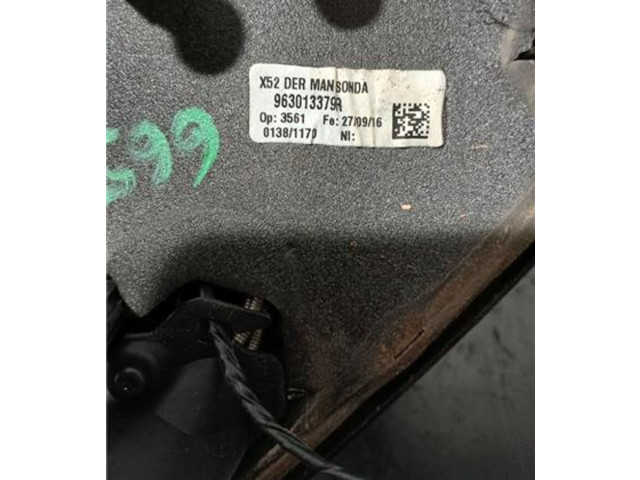 X52 DER MANSONDA
963013379R
Op: 3561 Fe: 27/09/16
0138/1170 NI: